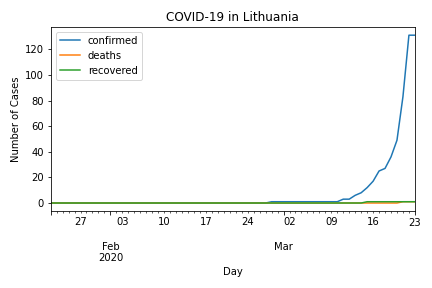 COVID-19 in Lithuania
confirmed
deaths
recovered
Number of Cases
120
100
80
60
40
20
0
27 03 10 17 24 02 09 16 23
Feb Mar
2020
Day